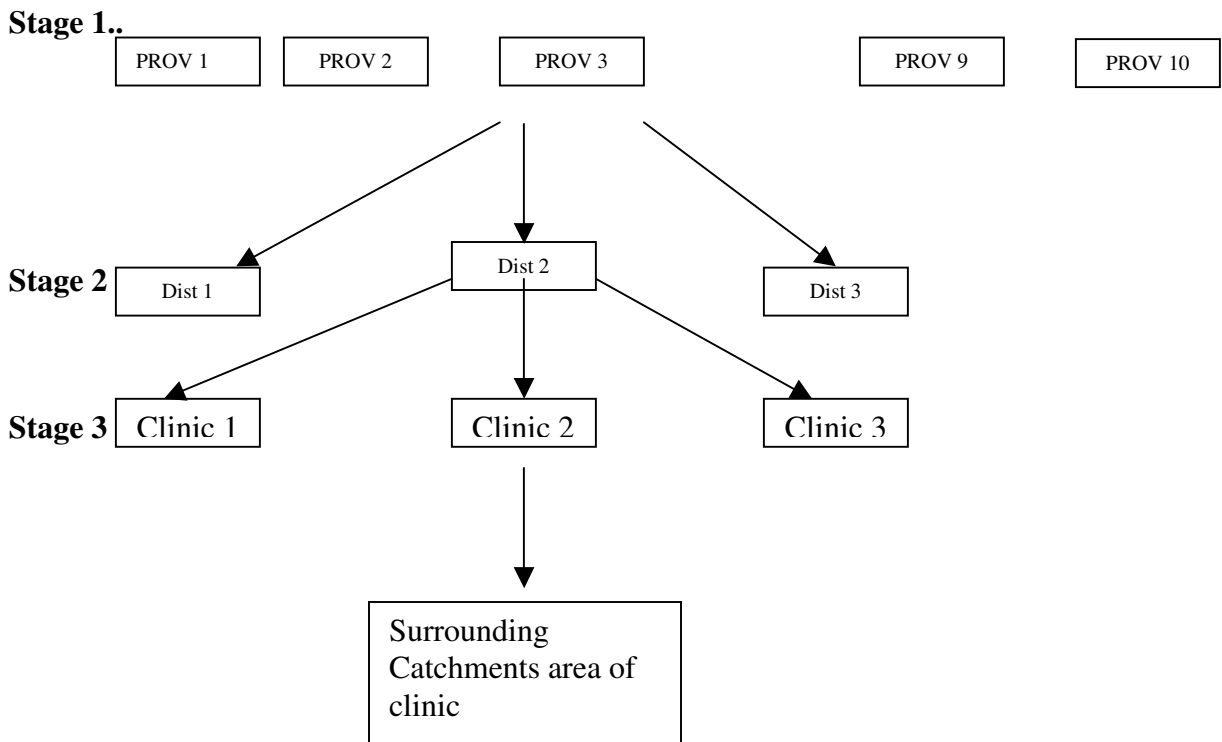 Stage 1..
PROV 1
PROV 2
PROV 3
PROV 9
PROV 10
Stage 2
Dist 1
Dist 2
Dist 3
Stage 3
Clinic 1
Clinic 2
Clinic 3
Surrounding
Catchments area of
clinic